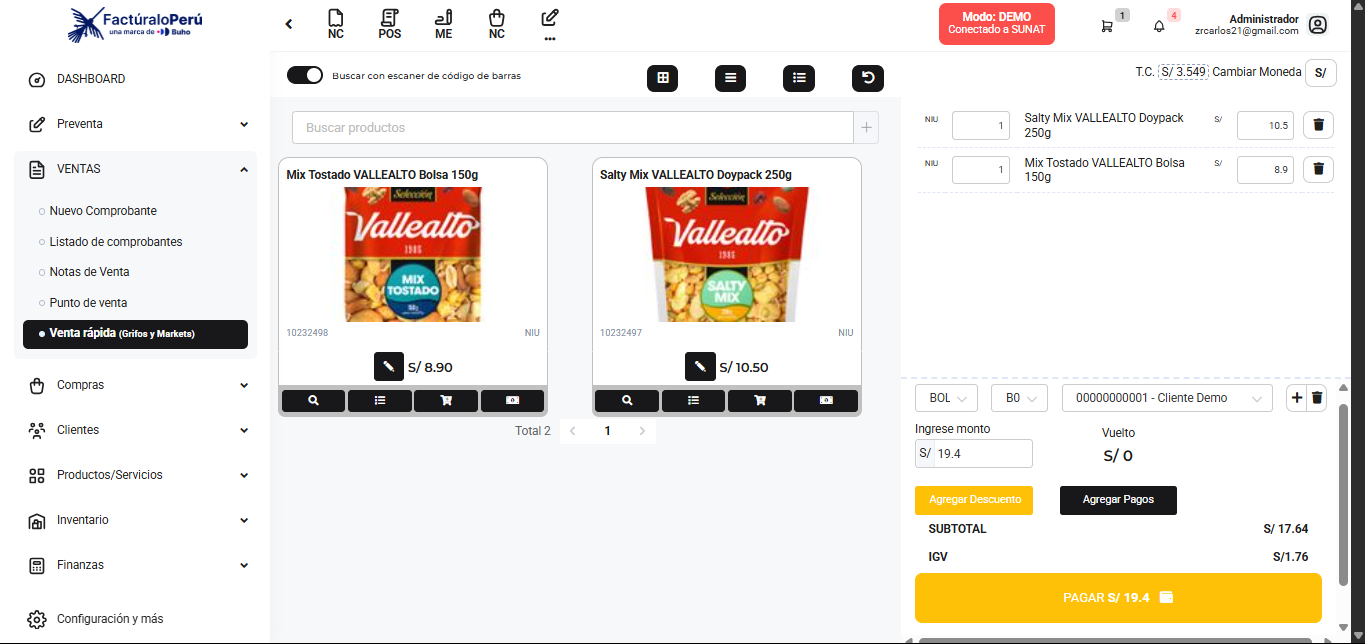 FactúraloPerú
una marca de Buho
NC
POS
ME
NC
...
Modo: DEMO
Conectado a SUNAT
1
4
Administrador
zrcarlos21@gmail.com
DASHBOARD
Preventa
VENTAS
Nuevo Comprobante
Listado de comprobantes
Notas de Venta
Punto de venta
Venta rápida (Grifos y Markets)
Compras
Clientes
Productos/Servicios
Inventario
Finanzas
Configuración y más
Buscar con escaner de código de barras
Buscar productos
+
Mix Tostado VALLEALTO Bolsa 150g
Selección
Vallealto
1985
MIX
TOSTADO
10232498 NIU
S/ 8.90
Salty Mix VALLEALTO Doypack 250g
Selección
Vallealto
1985
SALTY
MIX
10232497 NIU
S/ 10.50
Total 2 < 1 >
T.C. S/ 3.549 Cambiar Moneda S/
NIU 1 Salty Mix VALLEALTO Doypack 250g S/ 10.5
NIU 1 Mix Tostado VALLEALTO Bolsa 150g S/ 8.9
BOL B0 00000000001 - Cliente Demo +
Ingrese monto
S/ 19.4
Vuelto
S/ 0
Agregar Descuento
Agregar Pagos
SUBTOTAL S/ 17.64
IGV S/1.76
PAGAR S/ 19.4